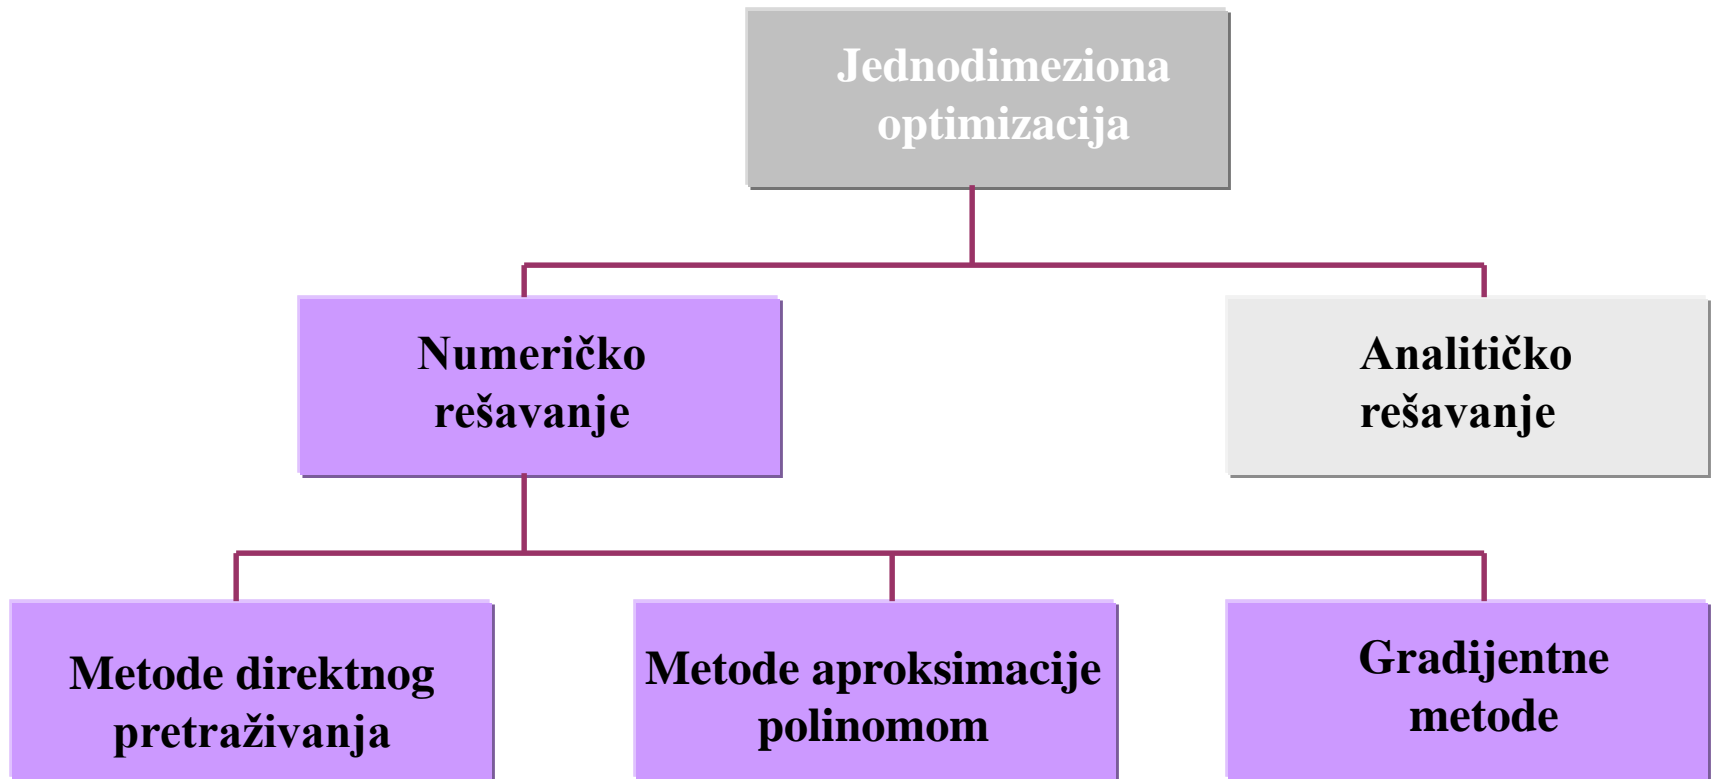 Jednodimeziona
optimizacija
Numeričko
rešavanje
Analitičko
rešavanje
Metode direktnog
pretraživanja
Metode aproksimacije
polinomom
Gradijentne
metode